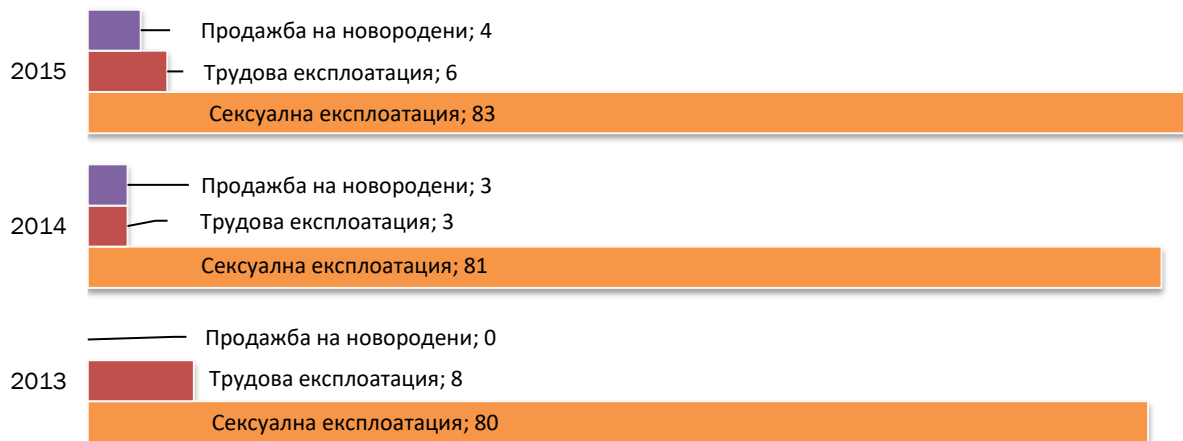 Продажба на новородени; 4
2015
Трудова експлоатация; 6
Сексуална експлоатация; 83
Продажба на новородени; 3
2014
Трудова експлоатация; 3
Сексуална експлоатация; 81
Продажба на новородени; 0
2013
Трудова експлоатация; 8
Сексуална експлоатация; 80